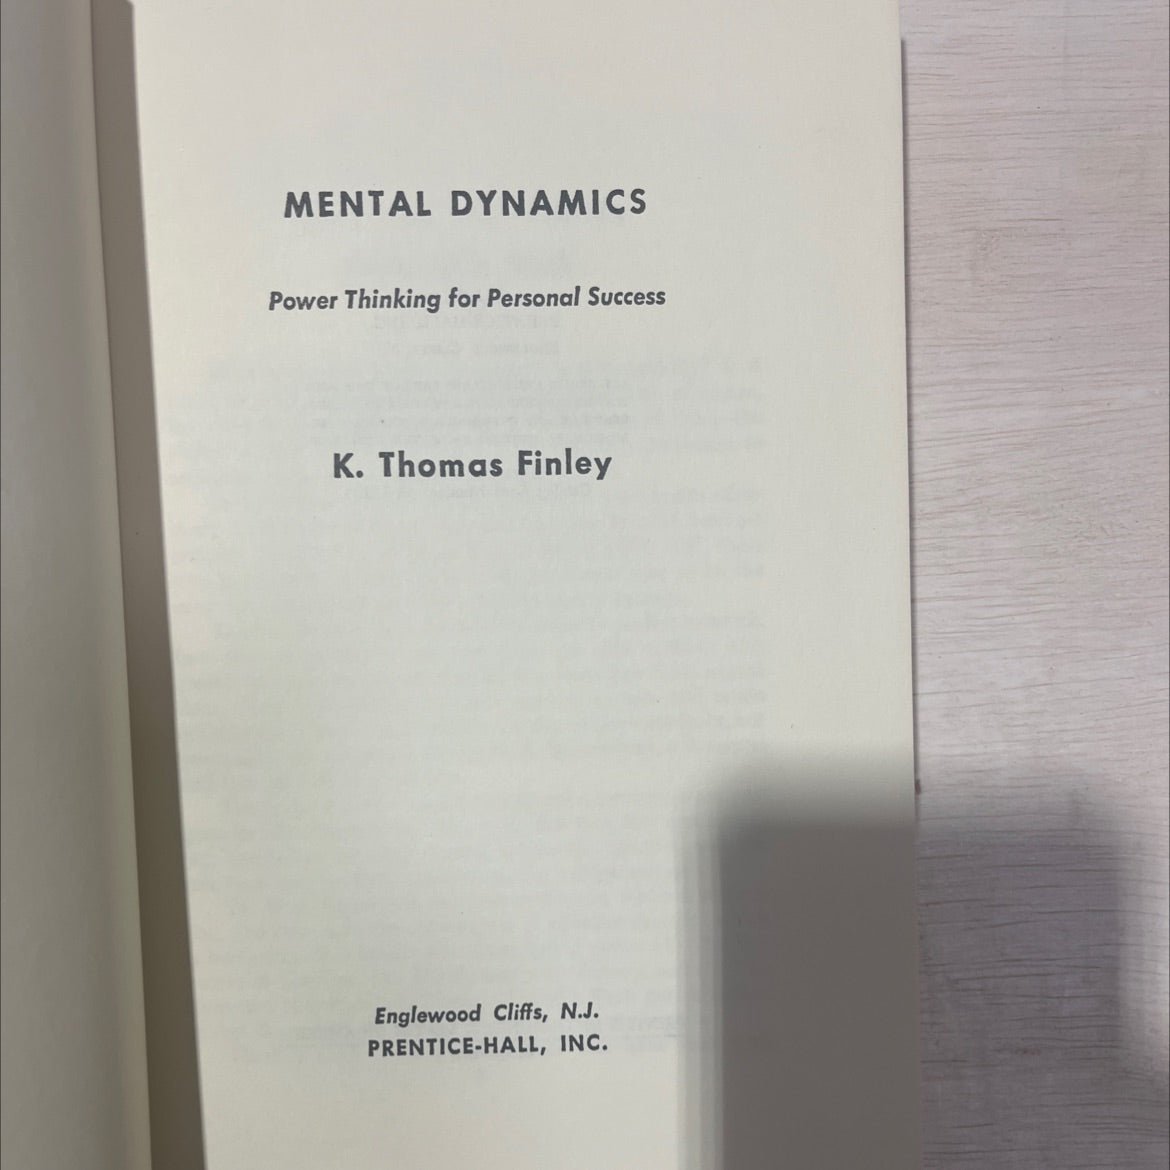 MENTAL DYNAMICS
Power Thinking for Personal Success
K. Thomas Finley
Englewood Cliffs, N.J.
PRENTICE-HALL, INC.